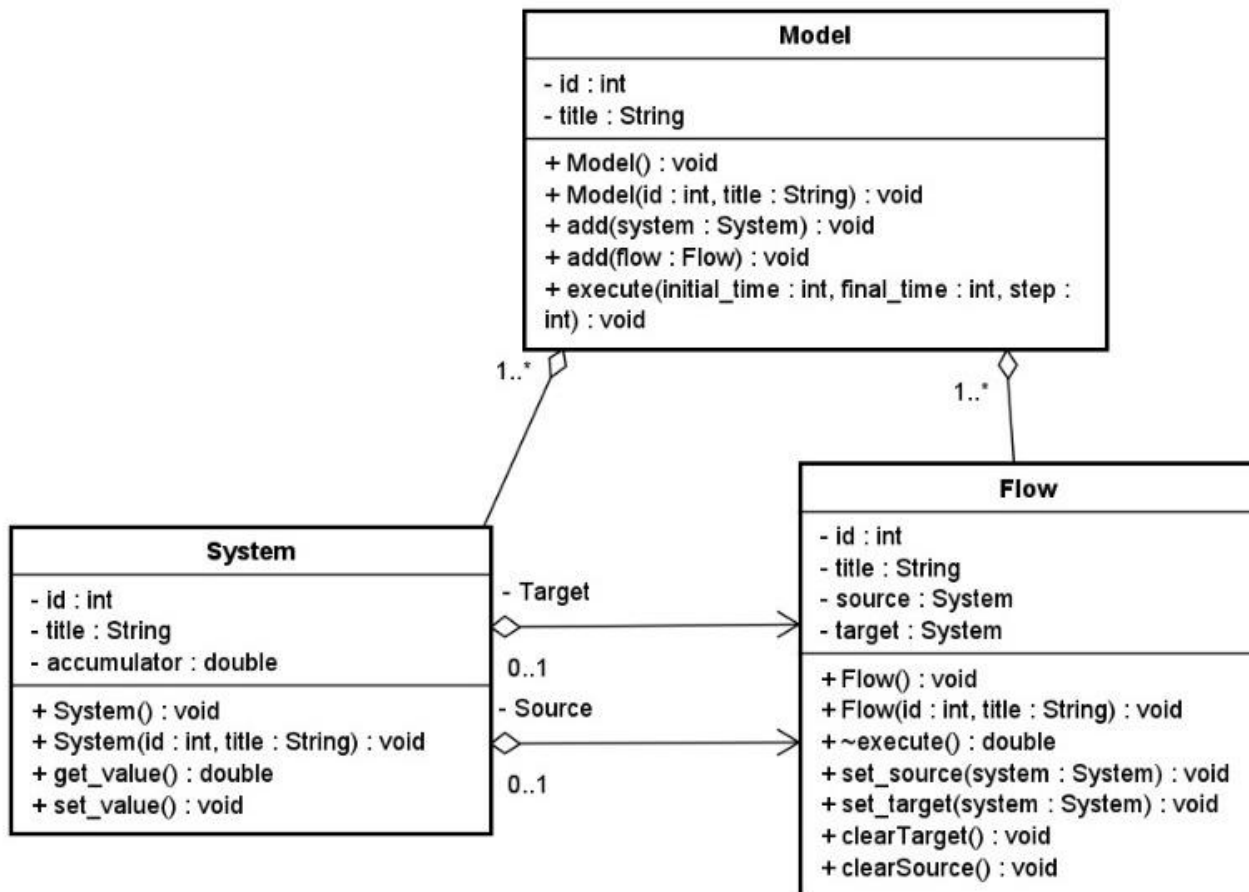 Model
- id : int
- title : String
+ Model() : void
+ Model(id : int, title : String) : void
+ add(system : System) : void
+ add(flow : Flow) : void
+ execute(initial_time : int, final_time : int, step :
int) : void
1..*
1..*
System
- id : int
- title : String
- accumulator : double
+ System() : void
+ System(id : int, title : String) : void
+ get_value() : double
+ set_value() : void
- Target
0..1
- Source
0..1
Flow
- id : int
- title : String
- source : System
- target : System
+ Flow() : void
+ Flow(id : int, title : String) : void
+ ~execute() : double
+ set_source(system : System) : void
+ set_target(system : System) : void
+ clearTarget() : void
+ clearSource() : void